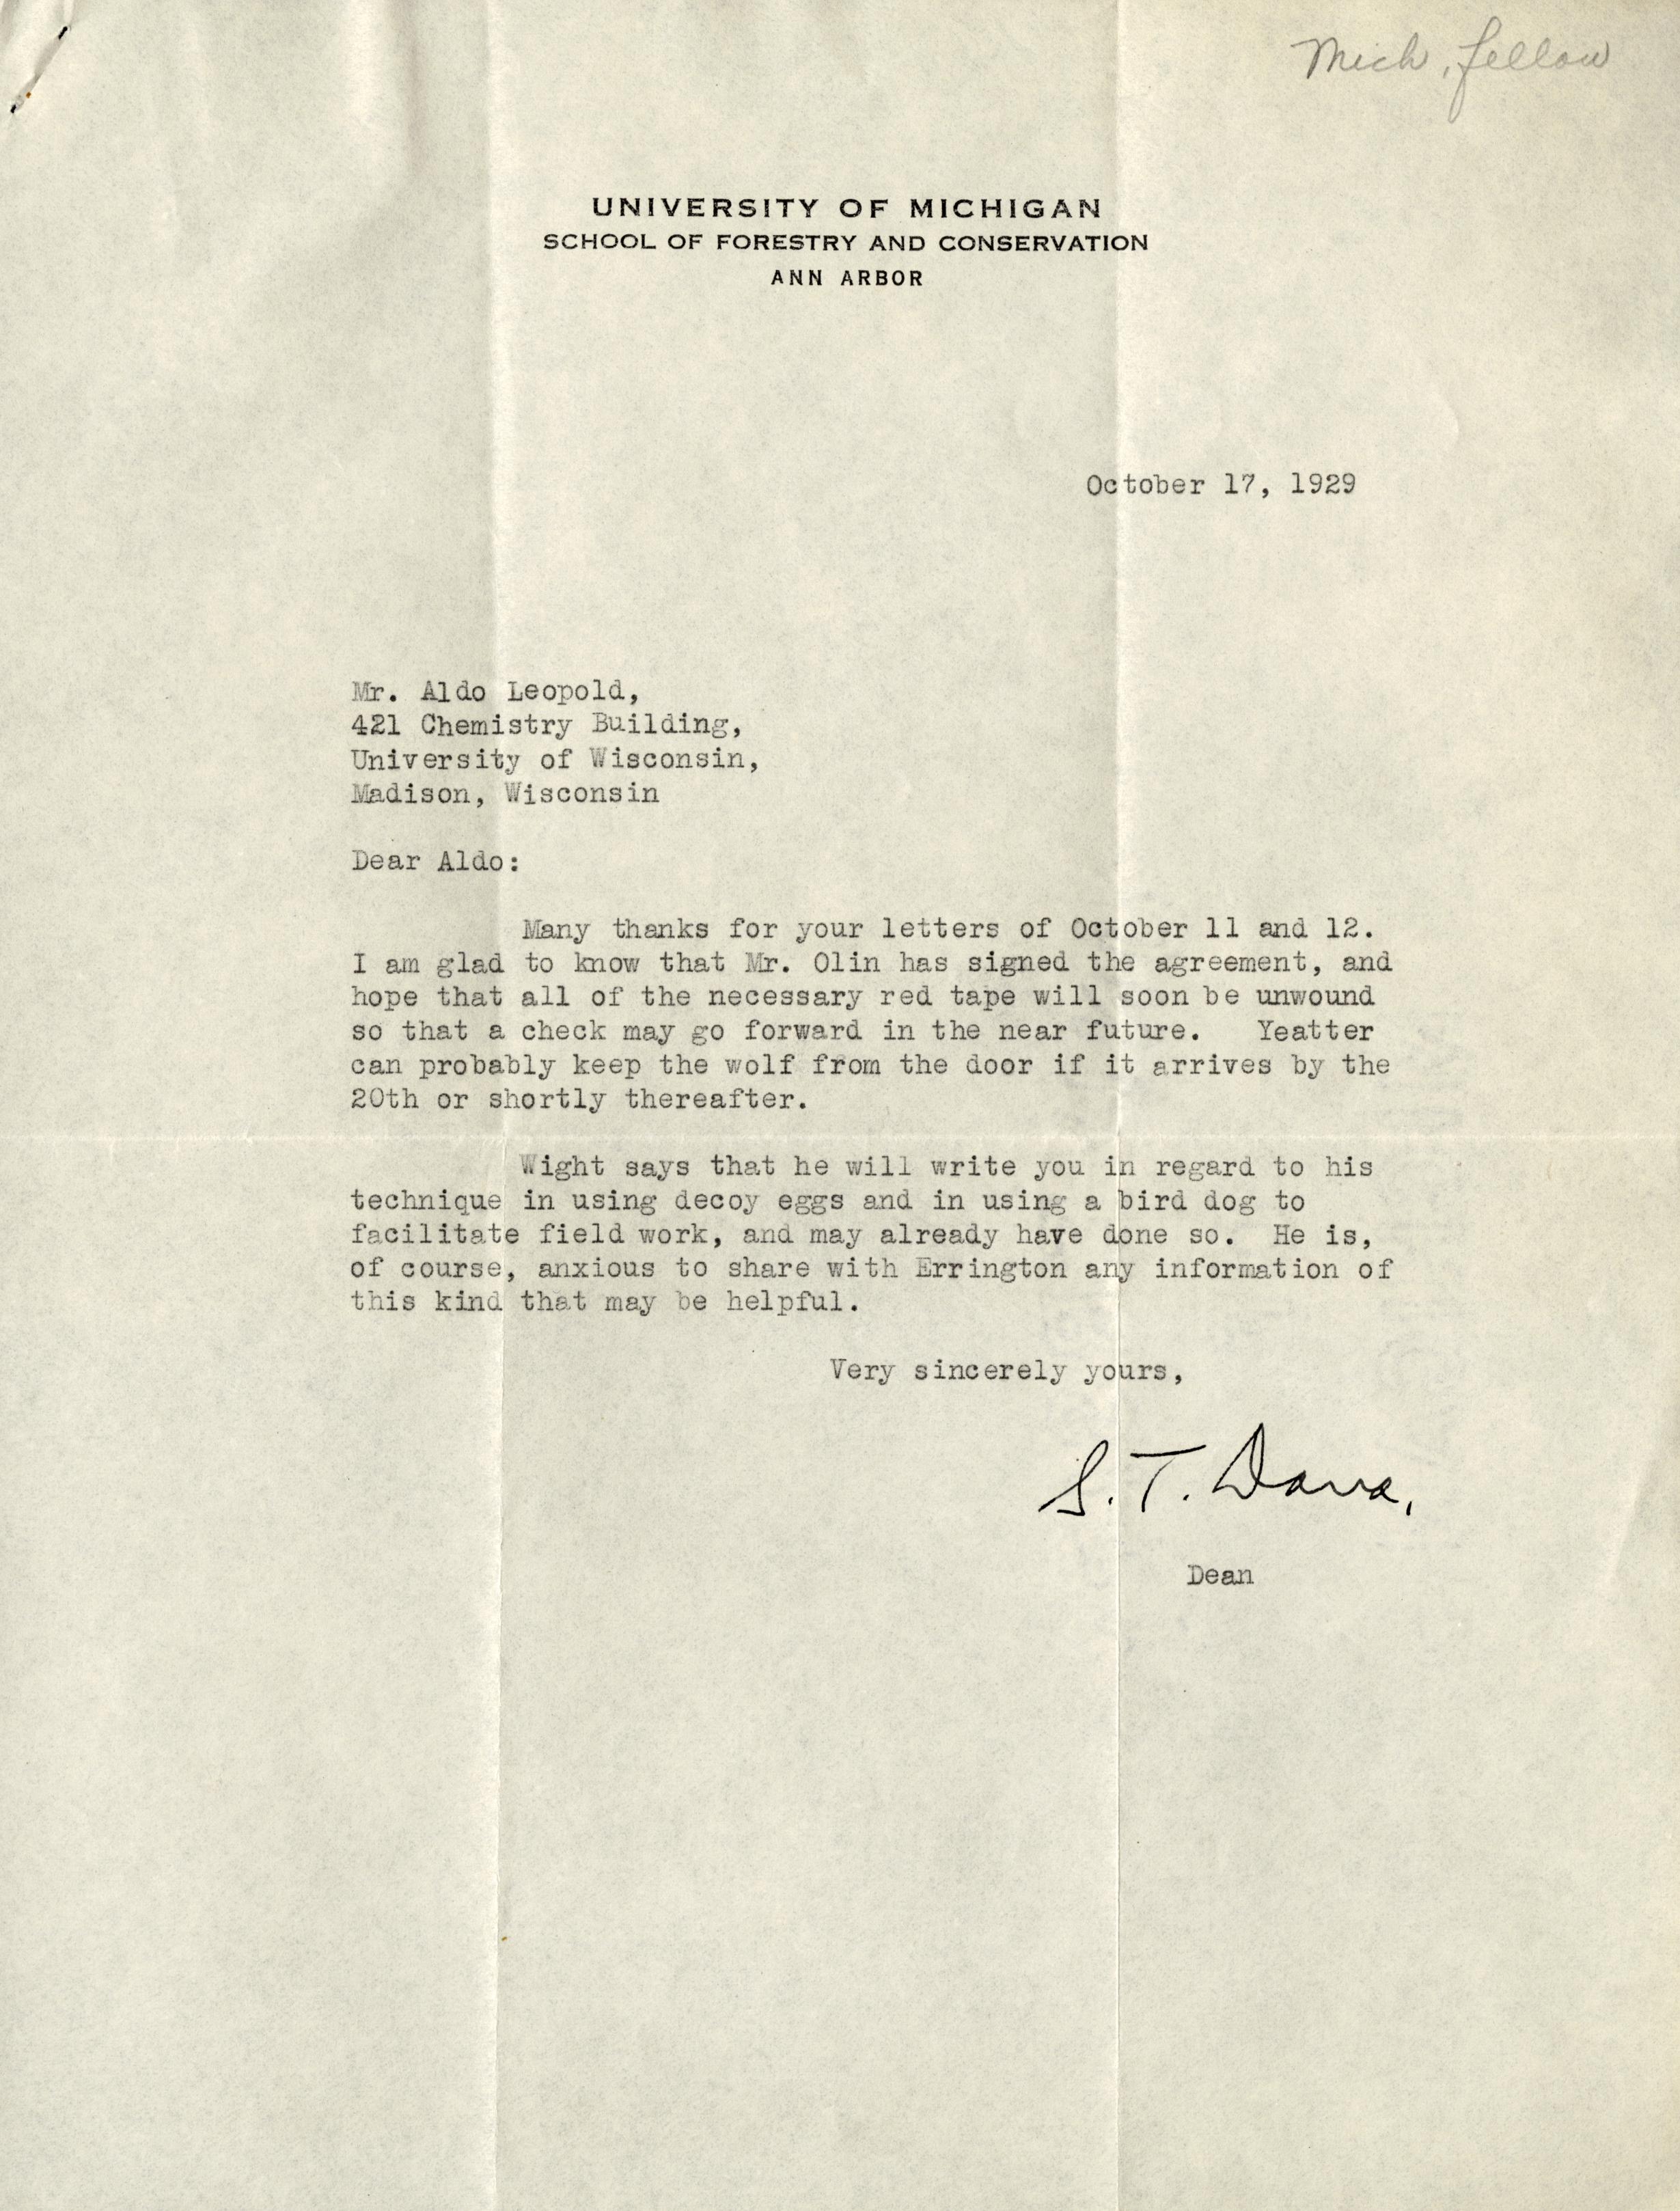 Mich. fellow
UNIVERSITY OF MICHIGAN
SCHOOL OF FORESTRY AND CONSERVATION
ANN ARBOR
October 17, 1929
Mr. Aldo Leopold,
421 Chemistry Building,
University of Wisconsin,
Madison, Wisconsin
Dear Aldo:
Many thanks for your letters of October 11 and 12.
I am glad to know that Mr. Olin has signed the agreement, and
hope that all of the necessary red tape will soon be unwound
so that a check may go forward in the near future. Yeatter
can probably keep the wolf from the door if it arrives by the
20th or shortly thereafter.
Wight says that he will write you in regard to his
technique in using decoy eggs and in using a bird dog to
facilitate field work, and may already have done so. He is,
of course, anxious to share with Errington any information of
this kind that may be helpful.
Very sincerely yours,
S. T. Dana,
Dean